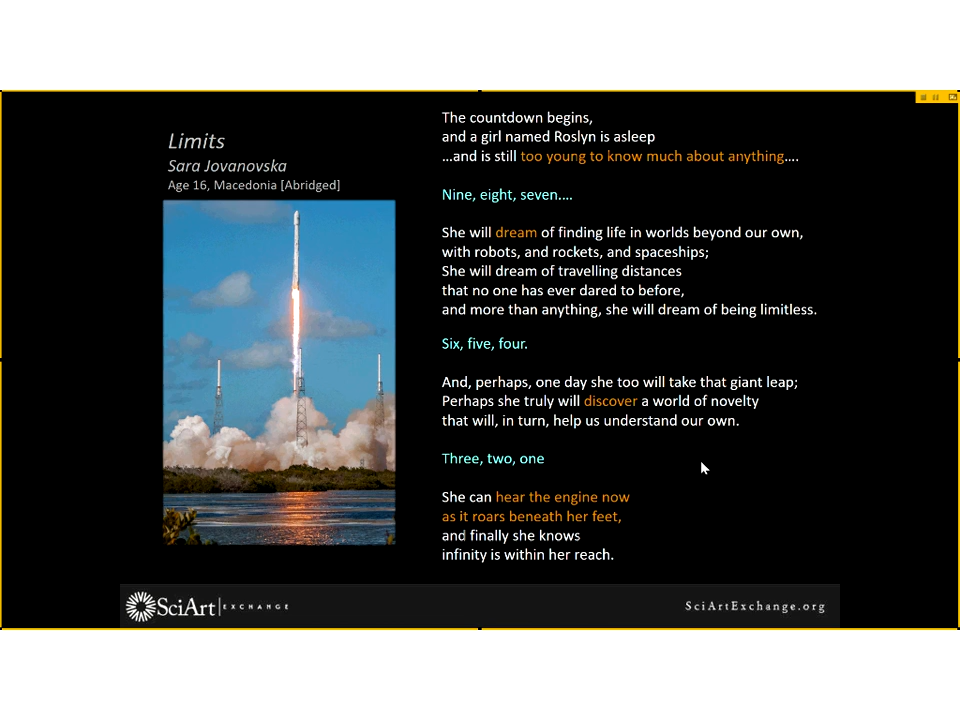 Limits
Sara Jovanovska
Age 16, Macedonia [Abridged]
The countdown begins,
and a girl named Roslyn is asleep
…and is still too young to know much about anything….
Nine, eight, seven….
She will dream of finding life in worlds beyond our own,
with robots, and rockets, and spaceships;
She will dream of travelling distances
that no one has ever dared to before,
and more than anything, she will dream of being limitless.
Six, five, four.
And, perhaps, one day she too will take that giant leap;
Perhaps she truly will discover a world of novelty
that will, in turn, help us understand our own.
Three, two, one
She can hear the engine now
as it roars beneath her feet,
and finally she knows
infinity is within her reach.
SciArt EXCHANGE
SciArtExchange.org